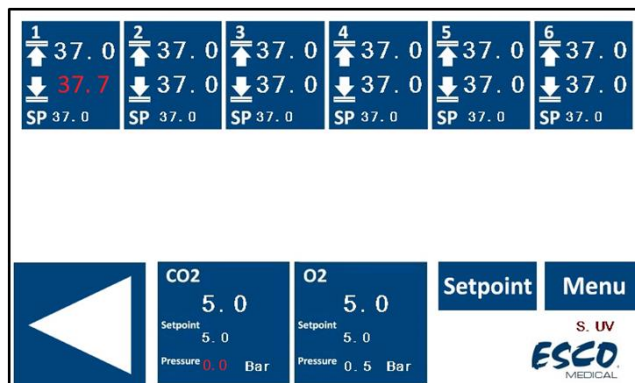 1 2 3 4 5 6
37.0 37.0 37.0 37.0 37.0 37.0
37.7 37.0 37.0 37.0 37.0 37.0
SP 37.0 SP 37.0 SP 37.0 SP 37.0 SP 37.0 SP 37.0
CO2 O2
5.0 5.0
Setpoint Menu
Setpoint Setpoint
5.0 5.0
Pressure 0.0 Bar Pressure 0.5 Bar
S. UV
ESCO
MEDICAL